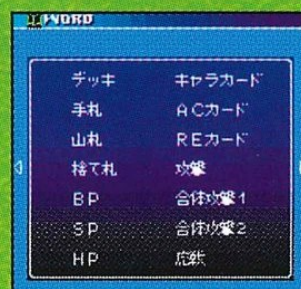 WORD
デッキ キャラカード
手札 ACカード
山札 REカード
捨て札 攻撃
BP 合体攻撃1
SP 合体攻撃2
HP 応戦